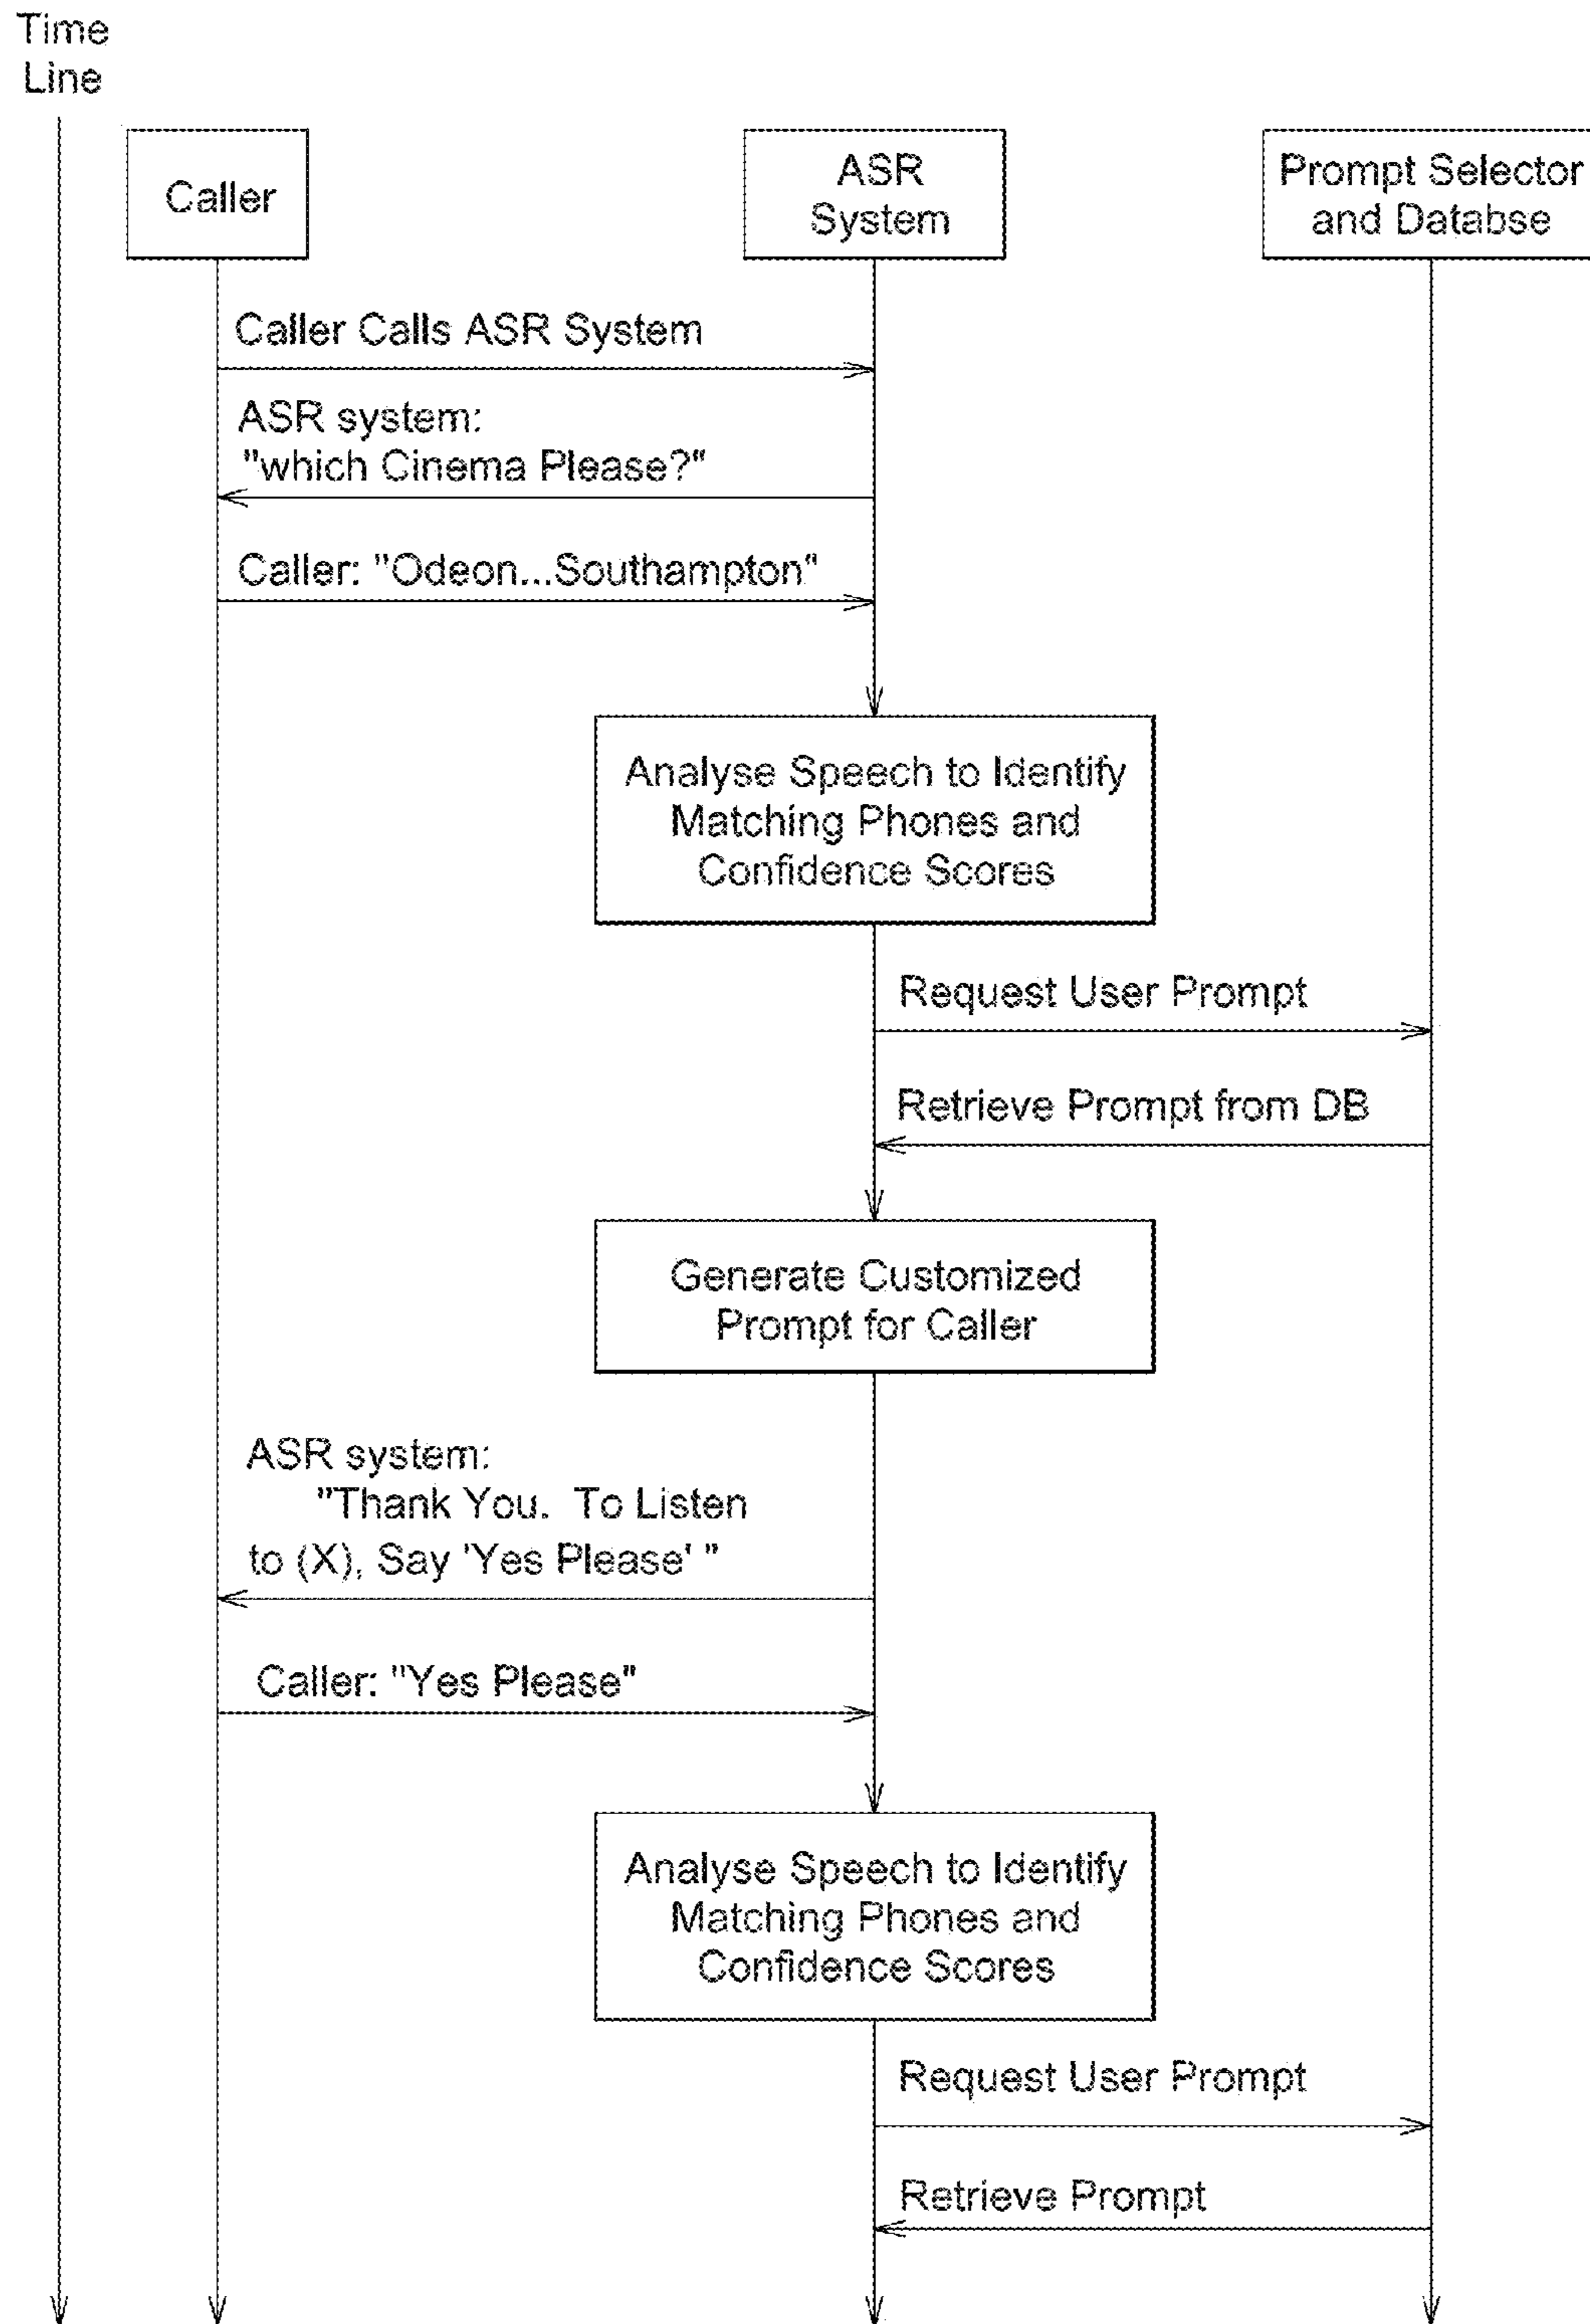 Time
Line
Caller
ASR
System
Prompt Selector
and Databse
Caller Calls ASR System
ASR system:
"which Cinema Please?"
Caller: "Odeon...Southampton"
Analyse Speech to Identify
Matching Phones and
Confidence Scores
Request User Prompt
Retrieve Prompt from DB
Generate Customized
Prompt for Caller
ASR system:
"Thank You. To Listen
to (X), Say 'Yes Please' "
Caller: "Yes Please"
Analyse Speech to Identify
Matching Phones and
Confidence Scores
Request User Prompt
Retrieve Prompt